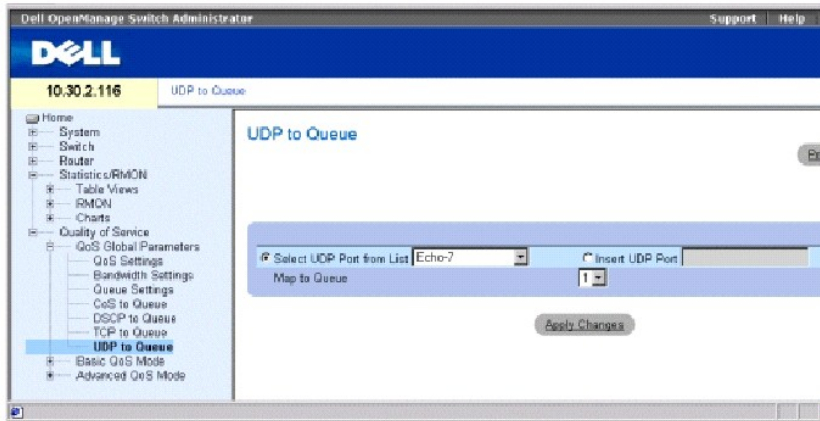 Dell OpenManage Switch Administrator Support Help
DELL
10.30.2.116 UDP to Queue
Home
System
Switch
Router
Statistics/RMON
Table Views
RMON
Charts
Quality of Service
QoS Global Parameters
QoS Settings
Bandwidth Settings
Queue Settings
CoS to Queue
DSCP to Queue
TCP to Queue
UDP to Queue
Basic QoS Mode
Advanced QoS Mode
UDP to Queue
Select UDP Port from List Echo-7 Insert UDP Port
Map to Queue 1
Apply Changes